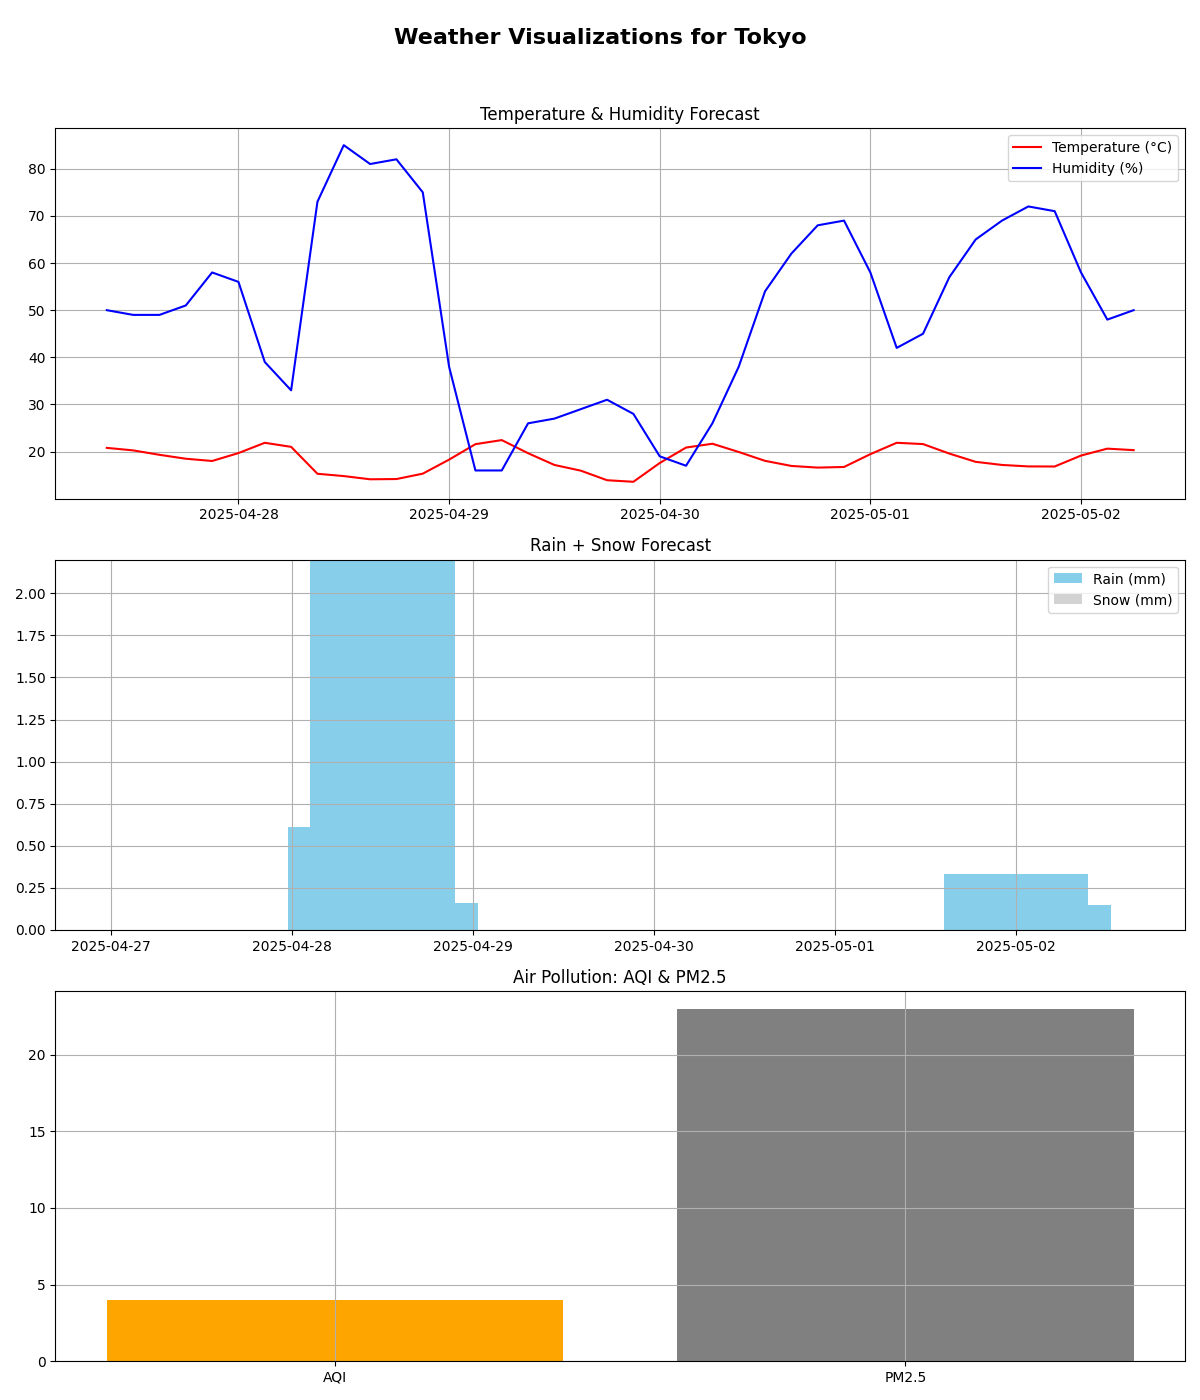 Weather Visualizations for Tokyo
Temperature & Humidity Forecast
Temperature (°C)
Humidity (%)
80
70
60
50
40
30
20
2025-04-28 2025-04-29 2025-04-30 2025-05-01 2025-05-02
Rain + Snow Forecast
Rain (mm)
Snow (mm)
2.00
1.75
1.50
1.25
1.00
0.75
0.50
0.25
0.00
2025-04-27 2025-04-28 2025-04-29 2025-04-30 2025-05-01 2025-05-02
Air Pollution: AQI & PM2.5
20
15
10
5
0
AQI PM2.5